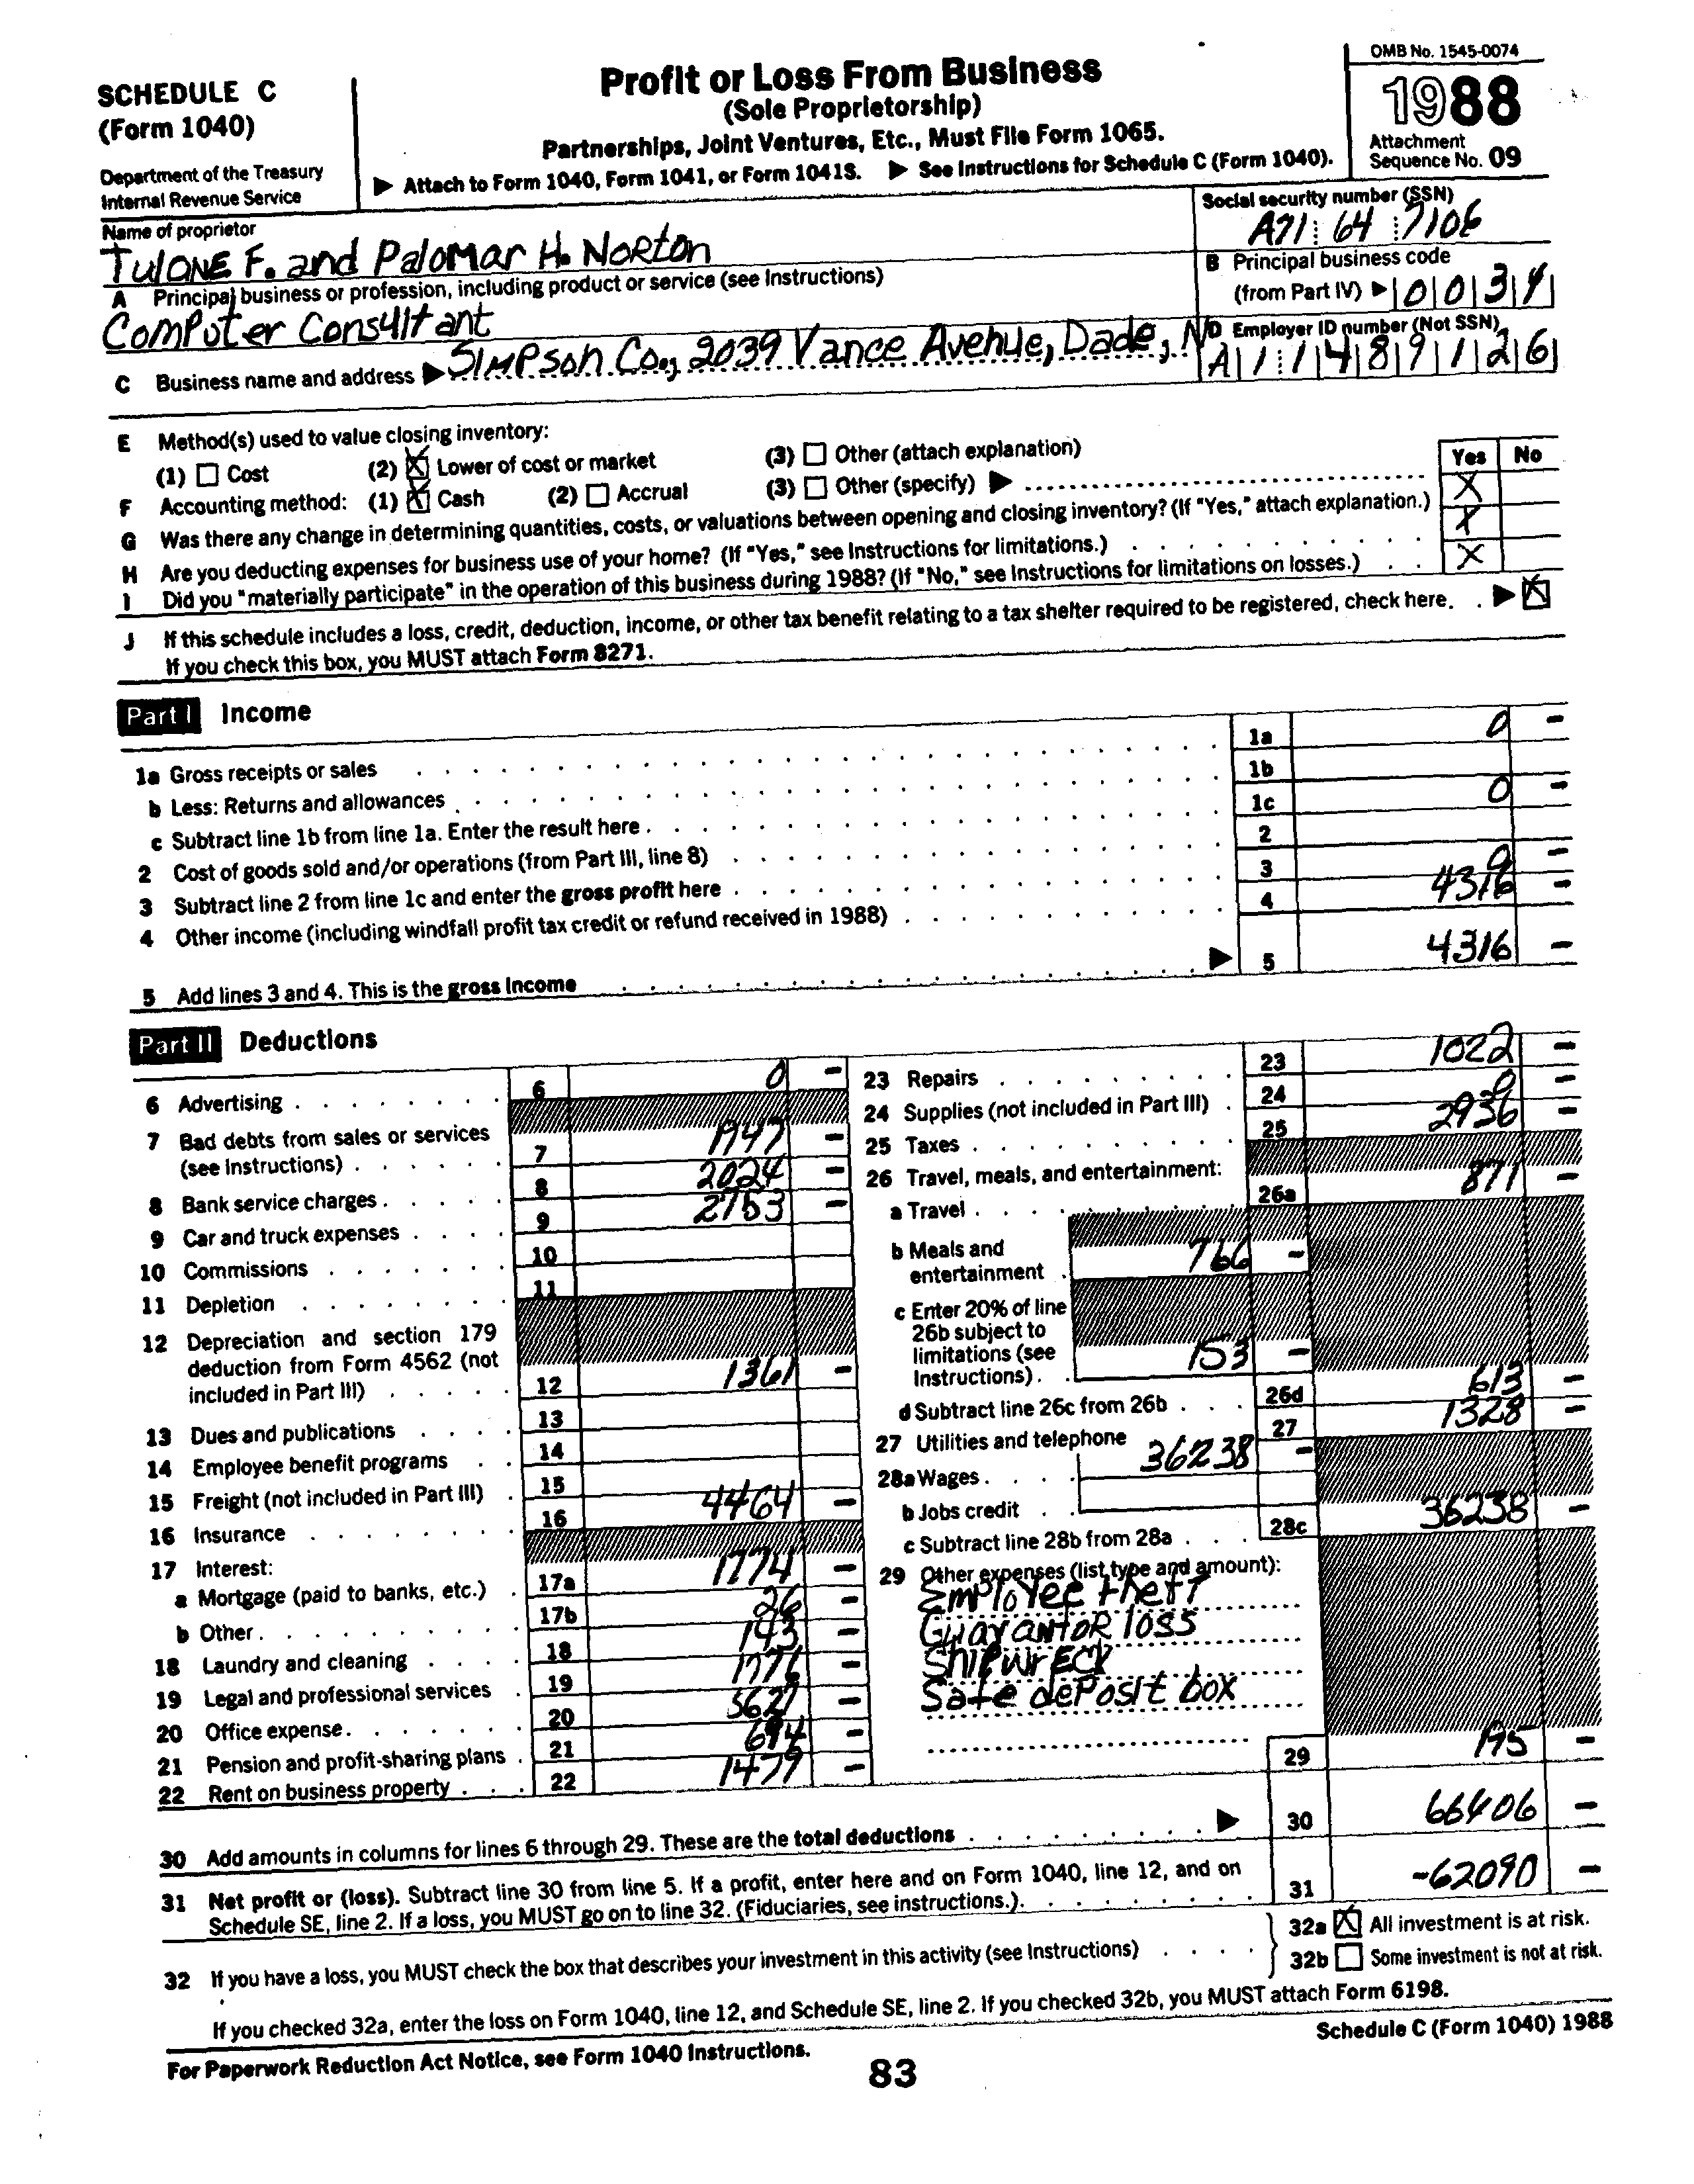 SCHEDULE C
(Form 1040)
Department of the Treasury
Internal Revenue Service
Profit or Loss From Business
(Sole Proprietorship)
Partnerships, Joint Ventures, Etc., Must File Form 1065.
▶ Attach to Form 1040, Form 1041, or Form 1041S. ▶ See Instructions for Schedule C (Form 1040).
OMB No. 1545-0074
1988
Attachment
Sequence No. 09
Name of proprietor
TulaNE F. and Palomar H. Norton
Social security number (SSN)
A71 64 7106
A Principal business or profession, including product or service (see Instructions)
Computer Consultant
B Principal business code
(from Part IV) ▶ 0034
C Business name and address ▶ Simpson Co., 2039 Vance Avenue, Dade, ND
D Employer ID number (Not SSN)
A11489126
E Method(s) used to value closing inventory:
(1) Cost (2) X Lower of cost or market (3) Other (attach explanation)
F Accounting method: (1) X Cash (2) Accrual (3) Other (specify) ▶
Yes No
G Was there any change in determining quantities, costs, or valuations between opening and closing inventory? (If "Yes," attach explanation.) X
H Are you deducting expenses for business use of your home? (If "Yes," see Instructions for limitations.) X
I Did you "materially participate" in the operation of this business during 1988? (If "No," see Instructions for limitations on losses.) X
J If this schedule includes a loss, credit, deduction, income, or other tax benefit relating to a tax shelter required to be registered, check here. ▶ X
If you check this box, you MUST attach Form 8271.
Part I Income
1a Gross receipts or sales 1a 0 -
b Less: Returns and allowances 1b
c Subtract line 1b from line 1a. Enter the result here. 1c 0 -
2 Cost of goods sold and/or operations (from Part III, line 8) 2
3 Subtract line 2 from line 1c and enter the gross profit here 3 0 -
4 Other income (including windfall profit tax credit or refund received in 1988) 4 4316 -
5 Add lines 3 and 4. This is the gross income ▶ 5 4316 -
Part II Deductions
6 Advertising 6 0 -
7 Bad debts from sales or services
(see Instructions) 7 1947 -
8 Bank service charges 8 2024 -
9 Car and truck expenses 9 2753 -
10 Commissions 10
11 Depletion 11
12 Depreciation and section 179
deduction from Form 4562 (not
included in Part III) 12 1361 -
13 Dues and publications 13
14 Employee benefit programs 14
15 Freight (not included in Part III) 15
16 Insurance 16 4464 -
17 Interest:
a Mortgage (paid to banks, etc.) 17a 1774 -
b Other 17b 26 -
18 Laundry and cleaning 18 143 -
19 Legal and professional services 19 1776 -
20 Office expense 20 5627 -
21 Pension and profit-sharing plans 21 694 -
22 Rent on business property 22 1479 -
23 Repairs 23 1022 -
24 Supplies (not included in Part III) 24 0 -
25 Taxes 25 2936 -
26 Travel, meals, and entertainment:
a Travel 26a 871 -
b Meals and
entertainment 766 -
c Enter 20% of line
26b subject to
limitations (see
Instructions). 153 -
d Subtract line 26c from 26b 26d 613 -
27 Utilities and telephone 27 1328 -
28a Wages 36238 -
b Jobs credit
c Subtract line 28b from 28a 28c 36238 -
29 Other expenses (list type and amount):
Employee theft
Guarantor loss
Shipwreck
Safe deposit box
29 195 -
30 Add amounts in columns for lines 6 through 29. These are the total deductions ▶ 30 66406 -
31 Net profit or (loss). Subtract line 30 from line 5. If a profit, enter here and on Form 1040, line 12, and on
Schedule SE, line 2. If a loss, you MUST go on to line 32. (Fiduciaries, see instructions.). 31 -62090 -
32 If you have a loss, you MUST check the box that describes your investment in this activity (see Instructions)
32a X All investment is at risk.
32b Some investment is not at risk.
If you checked 32a, enter the loss on Form 1040, line 12, and Schedule SE, line 2. If you checked 32b, you MUST attach Form 6198.
For Paperwork Reduction Act Notice, see Form 1040 Instructions.
Schedule C (Form 1040) 1988
83